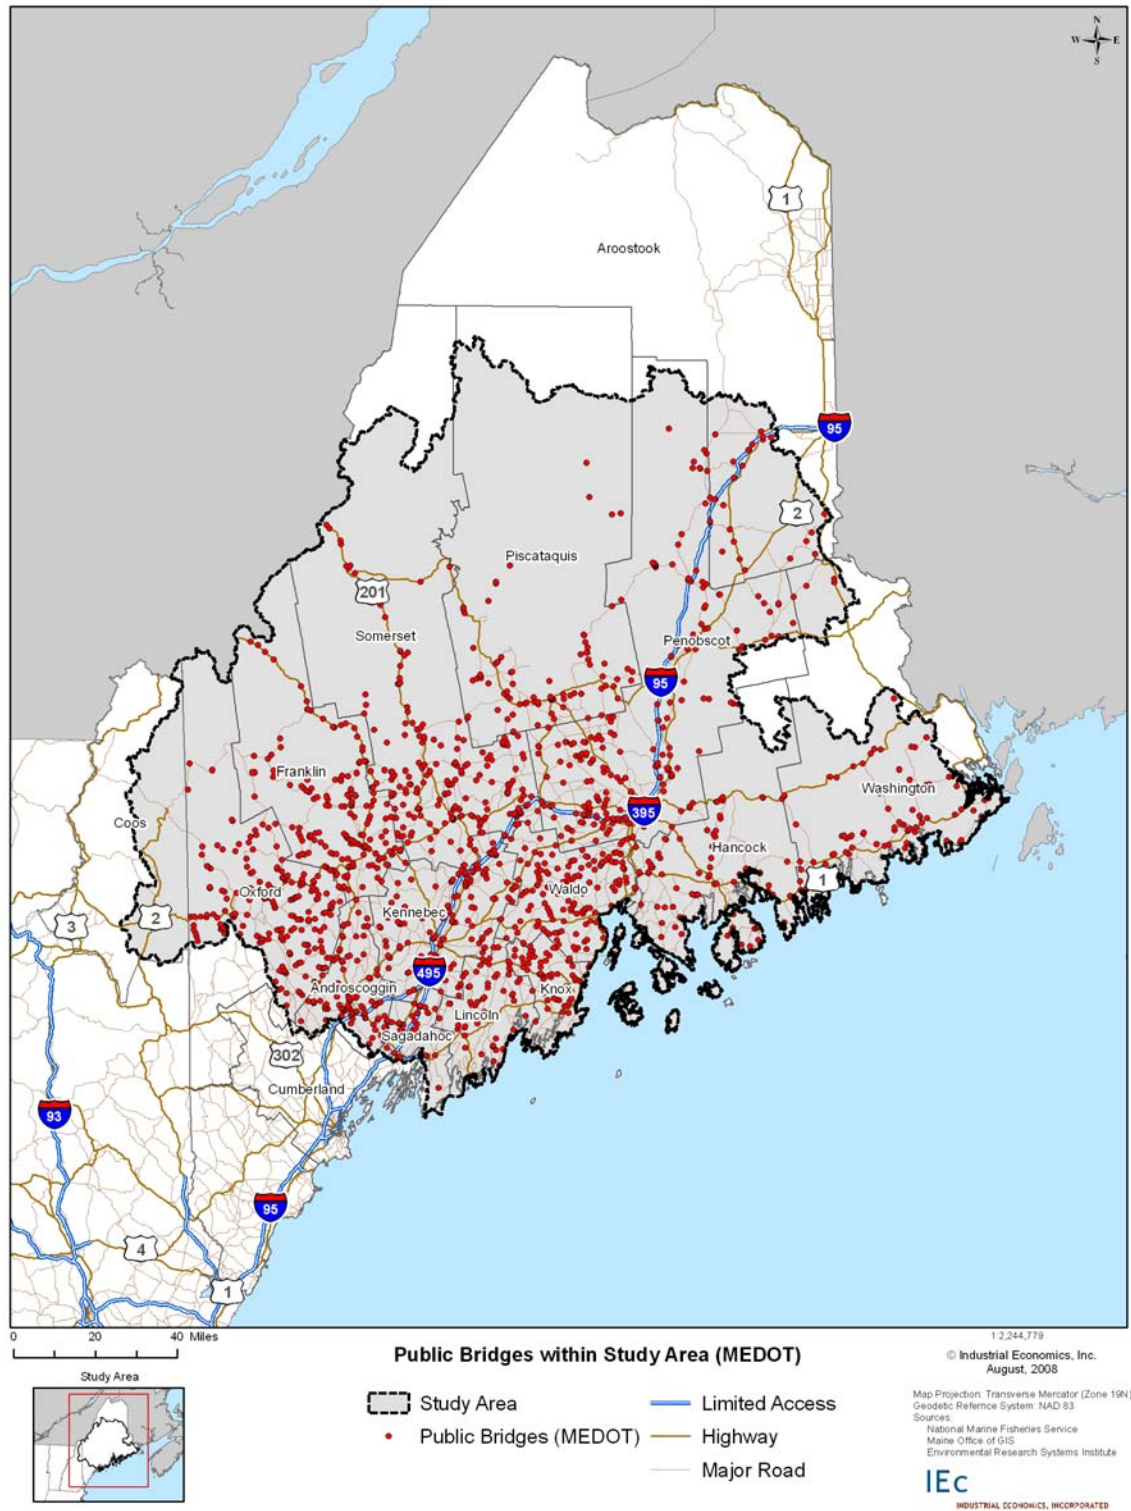 N
W E
S
1
Aroostook
95
2
Piscataquis
201
Somerset
Penobscot
95
Franklin
Washington
395
Coos
Hancock
1
Oxford
Waldo
Kennebec
2
3
495
Androscoggin
Knox
Lincoln
Sagadahoc
302
Cumberland
93
95
4
1
0 20 40 Miles
1:2,244,779
Public Bridges within Study Area (MEDOT)
© Industrial Economics, Inc.
August, 2008
Study Area
Study Area
Limited Access
Public Bridges (MEDOT)
Highway
Major Road
Map Projection: Transverse Mercator (Zone 19N)
Geodetic Refernce System: NAD 83
Sources:
National Marine Fisheries Service
Maine Office of GIS
Environmental Research Systems Institute
IEc
INDUSTRIAL ECONOMICS, INCORPORATED